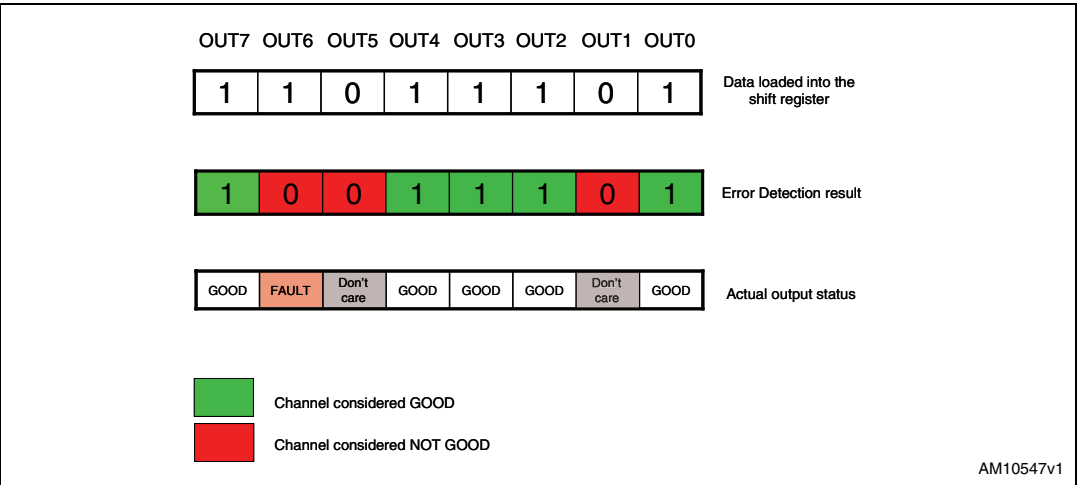 OUT7 OUT6 OUT5 OUT4 OUT3 OUT2 OUT1 OUT0
1 1 0 1 1 1 0 1
Data loaded into the
shift register
1 0 0 1 1 1 0 1
Error Detection result
GOOD FAULT Don't care GOOD GOOD GOOD Don't care GOOD
Actual output status
Channel considered GOOD
Channel considered NOT GOOD
AM10547v1